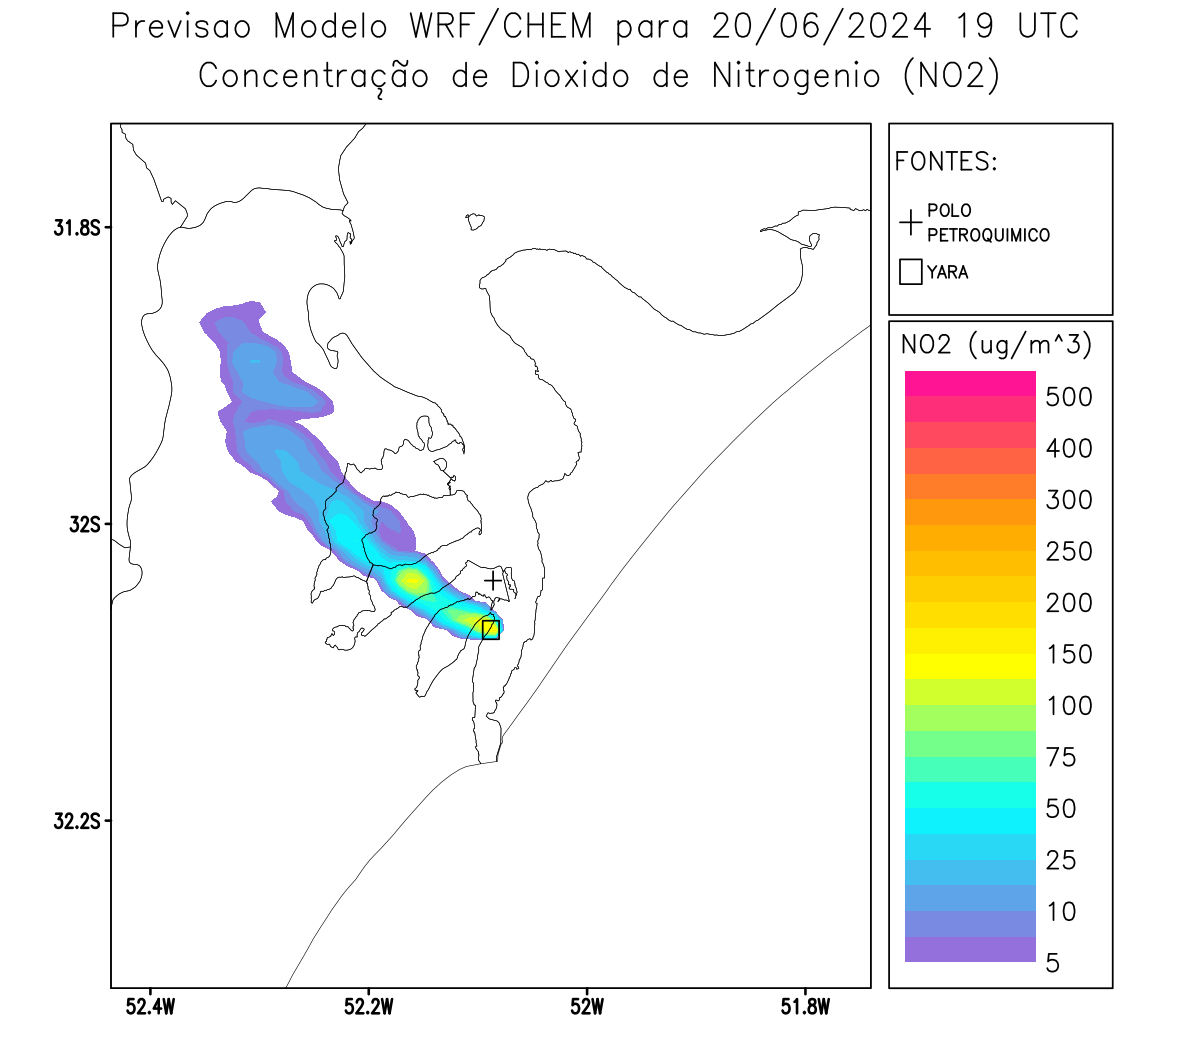 Previsao Modelo WRF/CHEM para 20/06/2024 19 UTC
Concentração de Dioxido de Nitrogenio (NO2)
FONTES:
POLO
PETROQUIMICO
YARA
NO2 (ug/m^3)
500
400
300
250
200
150
100
75
50
25
10
5
31.8S
32S
32.2S
52.4W 52.2W 52W 51.8W